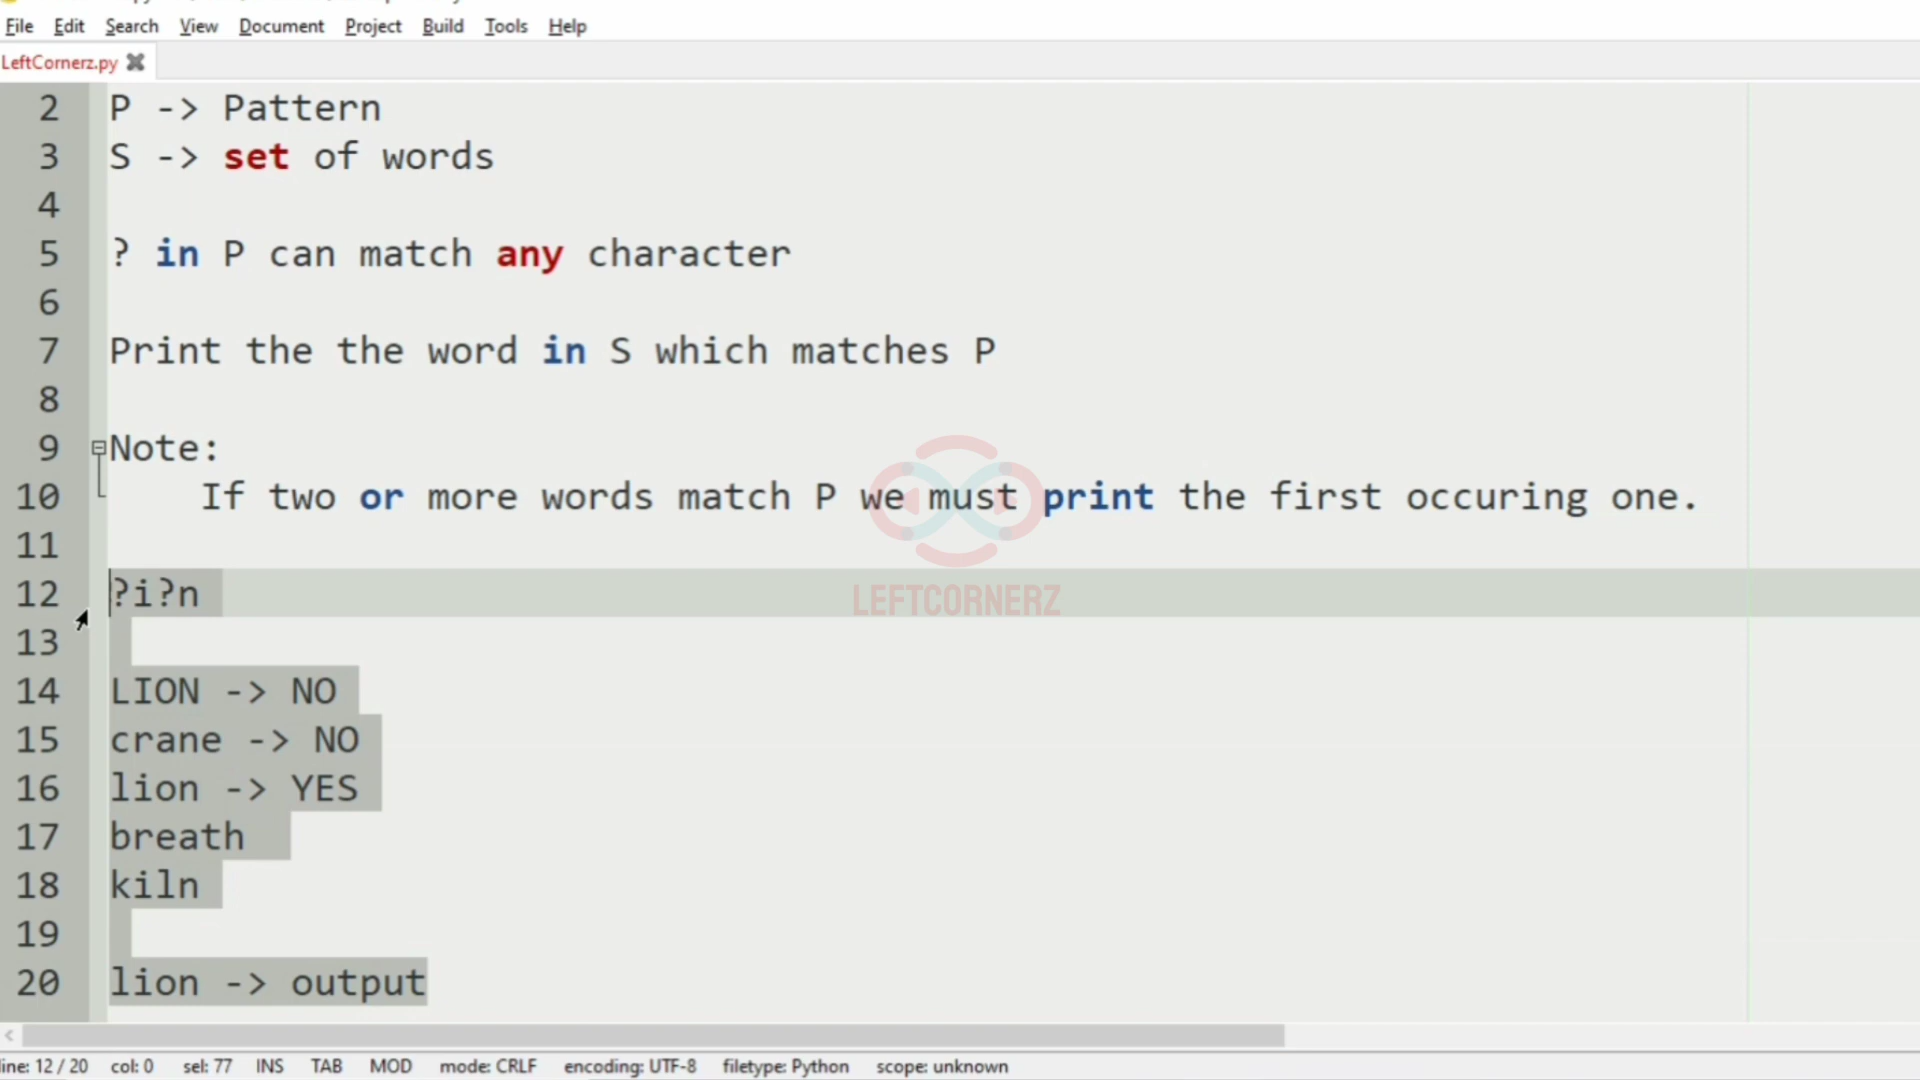 File Edit Search View Document Project Build Tools Help
LeftCornerz.py
2 P -> Pattern
3 S -> set of words
4
5 ? in P can match any character
6
7 Print the the word in S which matches P
8
9 Note:
10 If two or more words match P we must print the first occuring one.
11
12 ?i?n
LEFTCORNERZ
13
14 LION -> NO
15 crane -> NO
16 lion -> YES
17 breath
18 kiln
19
20 lion -> output
line: 12 / 20 col: 0 sel: 77 INS TAB MOD mode: CRLF encoding: UTF-8 filetype: Python scope: unknown